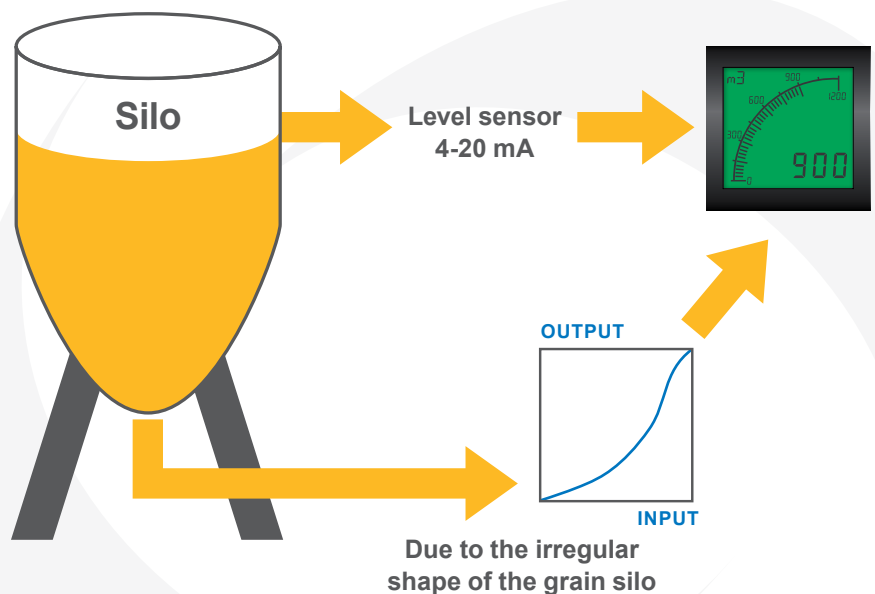 Silo
Level sensor
4-20 mA
m3
900
1200
600
300
0
900
OUTPUT
INPUT
Due to the irregular
shape of the grain silo